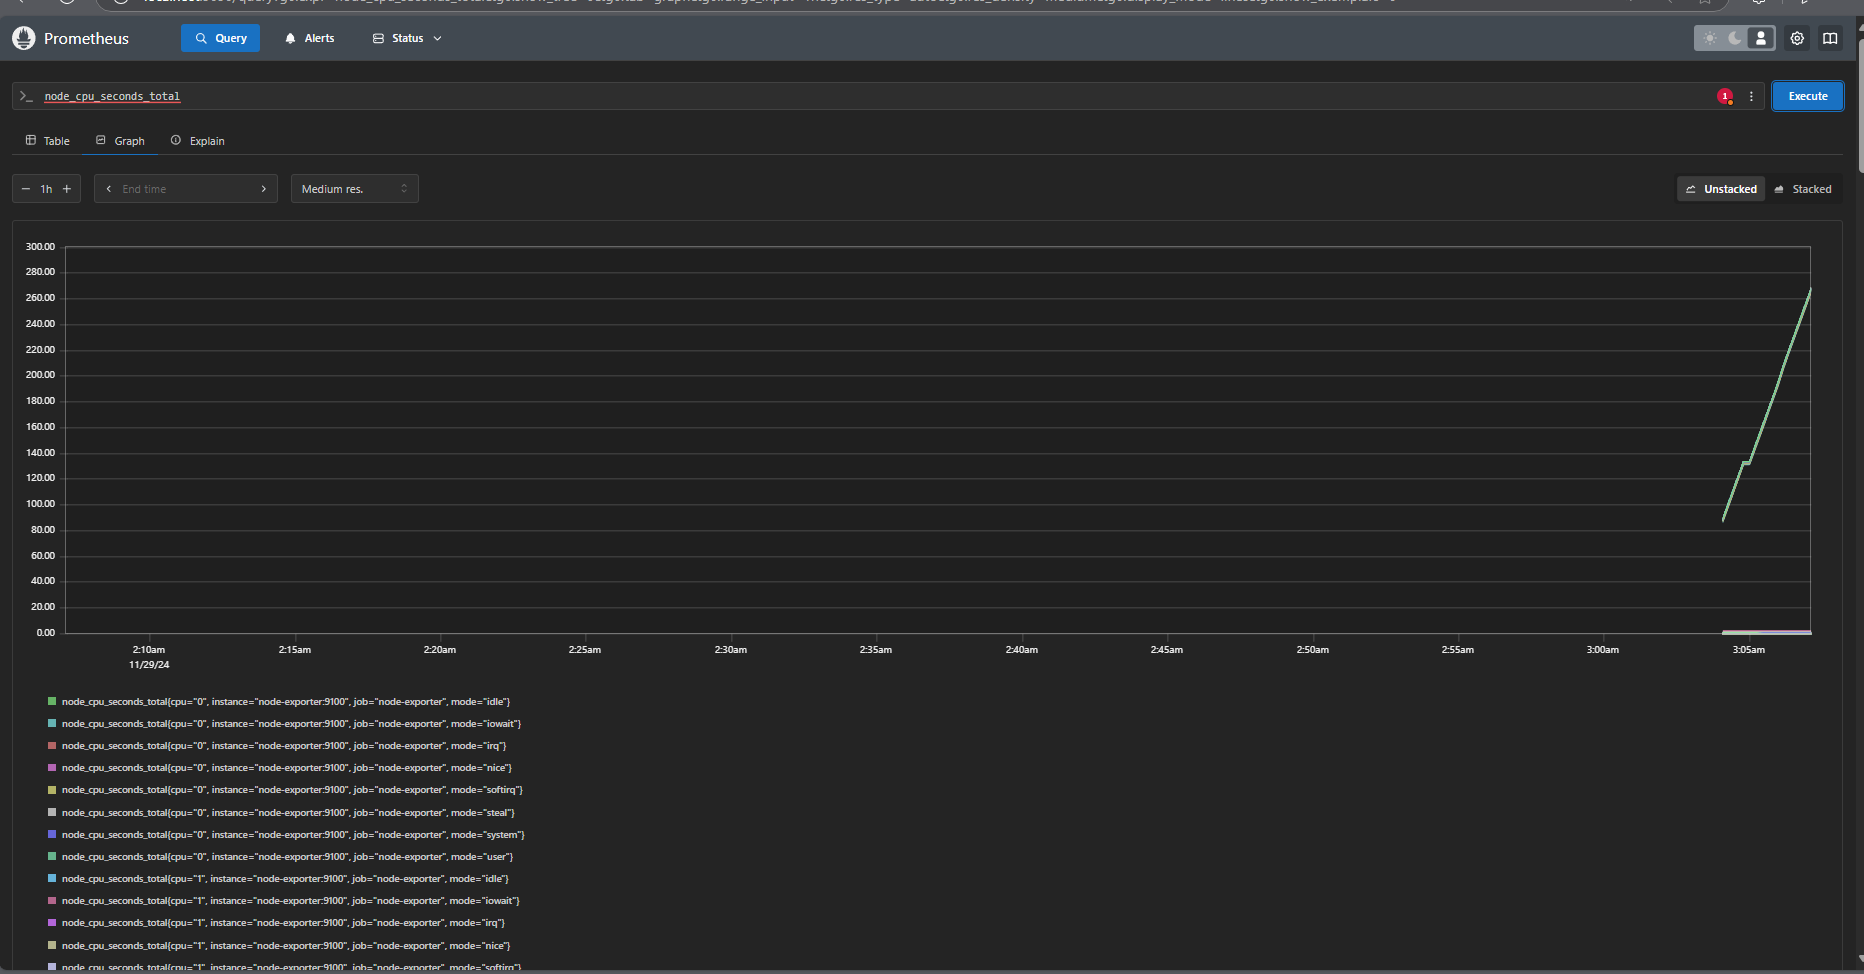 Prometheus
Query
Alerts
Status
node_cpu_seconds_total
1
Execute
Table
Graph
Explain
1h
End time
Medium res.
Unstacked
Stacked
300.00
280.00
260.00
240.00
220.00
200.00
180.00
160.00
140.00
120.00
100.00
80.00
60.00
40.00
20.00
0.00
2:10am 2:15am 2:20am 2:25am 2:30am 2:35am 2:40am 2:45am 2:50am 2:55am 3:00am 3:05am
11/29/24
node_cpu_seconds_total{cpu="0", instance="node-exporter:9100", job="node-exporter", mode="idle"}
node_cpu_seconds_total{cpu="0", instance="node-exporter:9100", job="node-exporter", mode="iowait"}
node_cpu_seconds_total{cpu="0", instance="node-exporter:9100", job="node-exporter", mode="irq"}
node_cpu_seconds_total{cpu="0", instance="node-exporter:9100", job="node-exporter", mode="nice"}
node_cpu_seconds_total{cpu="0", instance="node-exporter:9100", job="node-exporter", mode="softirq"}
node_cpu_seconds_total{cpu="0", instance="node-exporter:9100", job="node-exporter", mode="steal"}
node_cpu_seconds_total{cpu="0", instance="node-exporter:9100", job="node-exporter", mode="system"}
node_cpu_seconds_total{cpu="0", instance="node-exporter:9100", job="node-exporter", mode="user"}
node_cpu_seconds_total{cpu="1", instance="node-exporter:9100", job="node-exporter", mode="idle"}
node_cpu_seconds_total{cpu="1", instance="node-exporter:9100", job="node-exporter", mode="iowait"}
node_cpu_seconds_total{cpu="1", instance="node-exporter:9100", job="node-exporter", mode="irq"}
node_cpu_seconds_total{cpu="1", instance="node-exporter:9100", job="node-exporter", mode="nice"}
node_cpu_seconds_total{cpu="1", instance="node-exporter:9100", job="node-exporter", mode="softirq"}